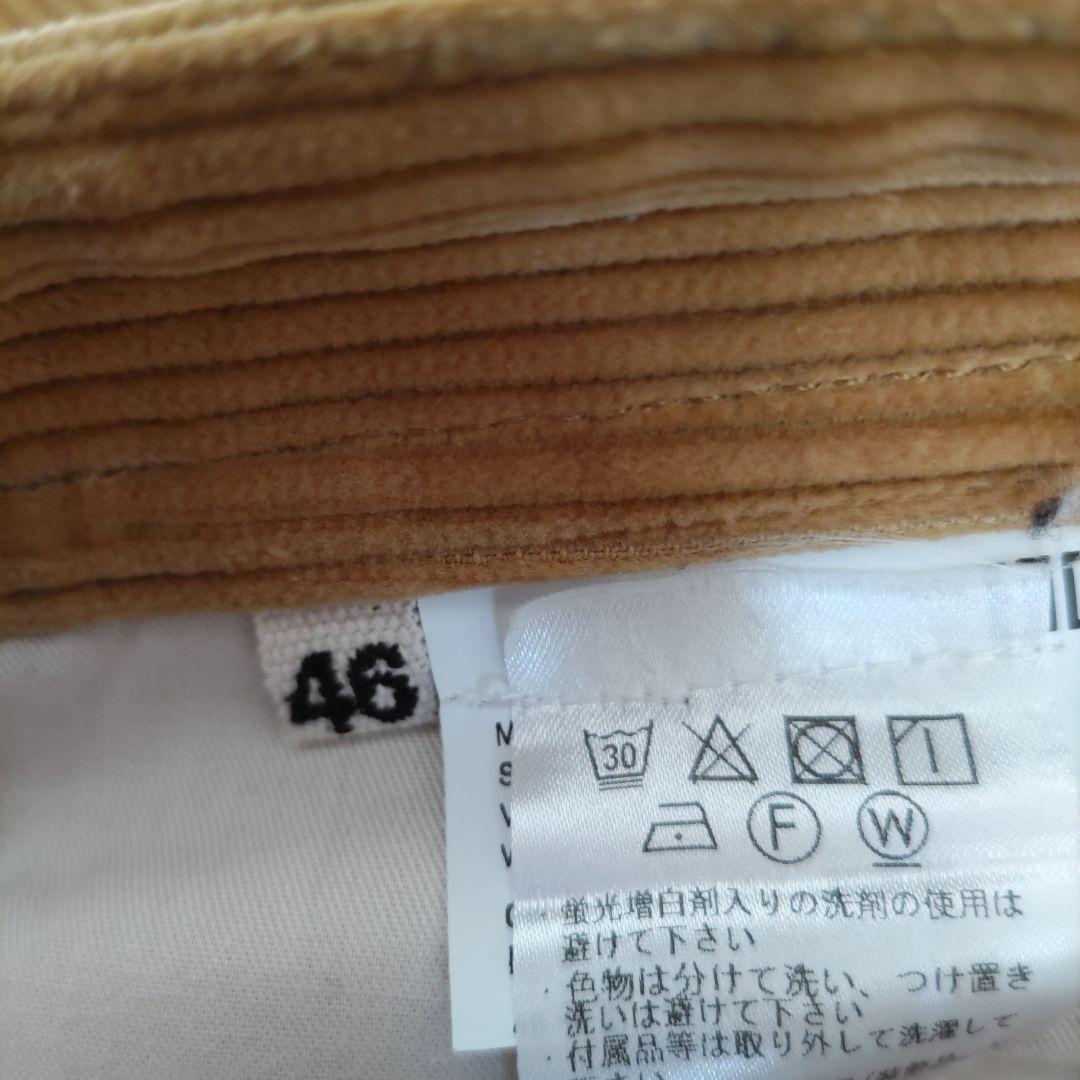 46
M
S
V
V
30
F
W
・蛍光増白剤入りの洗剤の使用は
避けて下さい
・色物は分けて洗い、つけ置き
洗いは避けて下さい
・付属品等は取り外して洗濯して